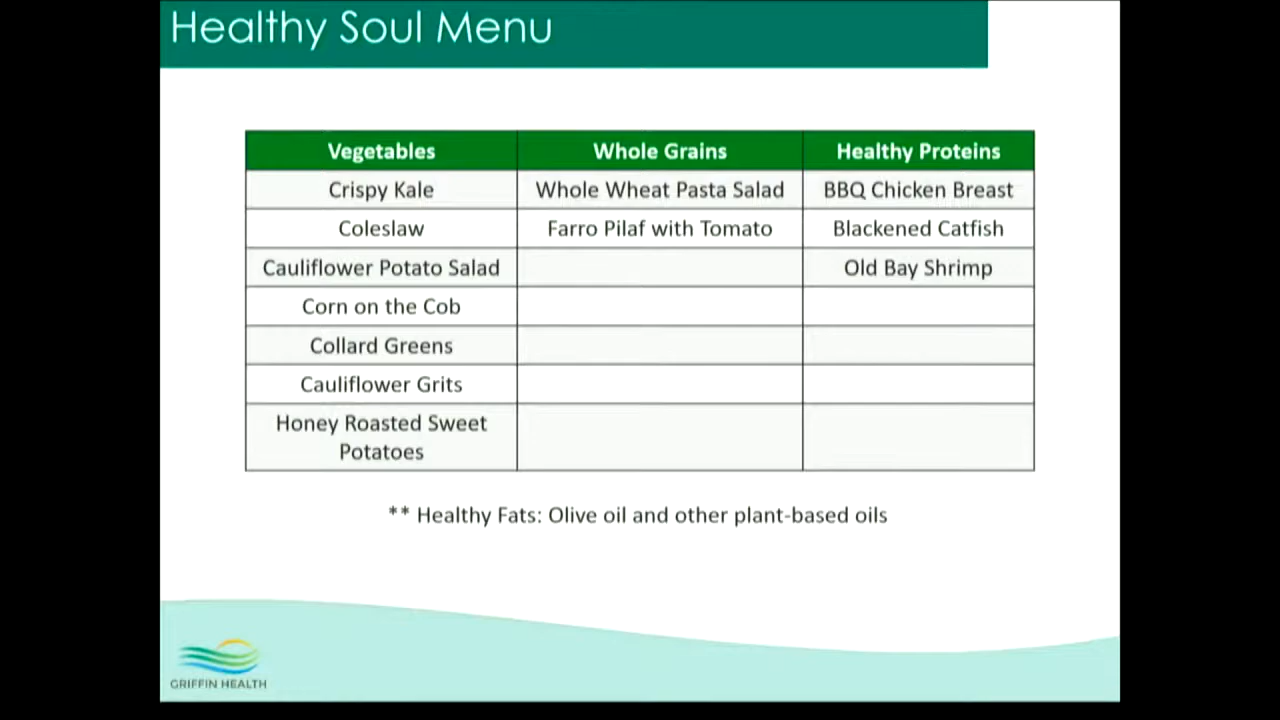 Healthy Soul Menu
Vegetables Whole Grains Healthy Proteins
Crispy Kale Whole Wheat Pasta Salad BBQ Chicken Breast
Coleslaw Farro Pilaf with Tomato Blackened Catfish
Cauliflower Potato Salad Old Bay Shrimp
Corn on the Cob
Collard Greens
Cauliflower Grits
Honey Roasted Sweet
Potatoes
** Healthy Fats: Olive oil and other plant-based oils
GRIFFIN HEALTH